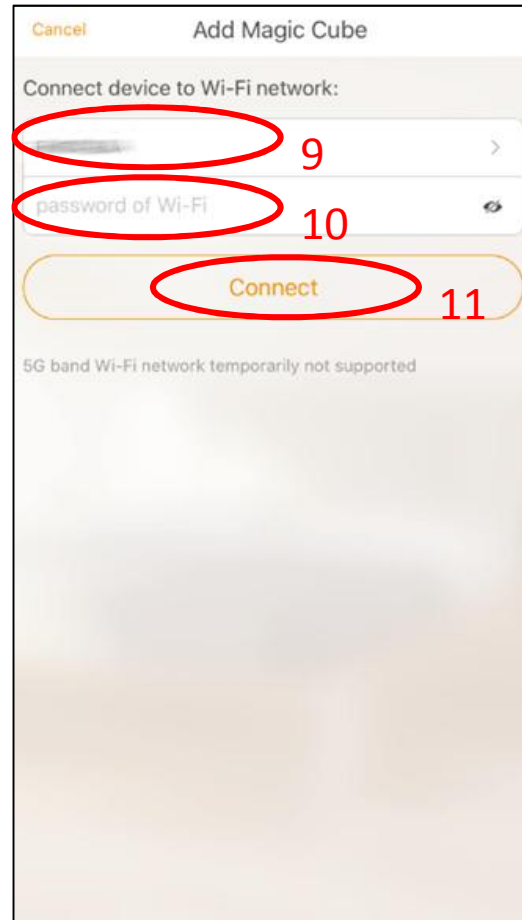 Cancel Add Magic Cube
Connect device to Wi-Fi network:
9
password of Wi-Fi
10
Connect
11
5G band Wi-Fi network temporarily not supported